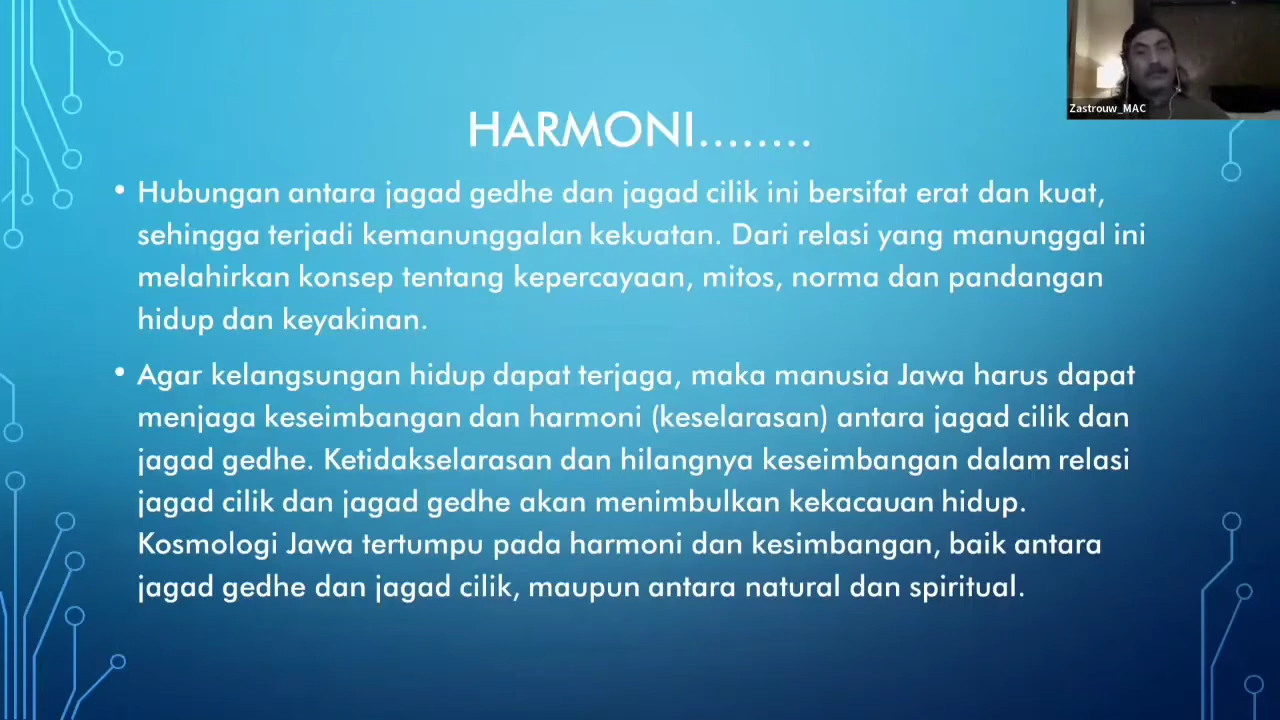 Zastrouw_MAC
HARMONI........
• Hubungan antara jagad gedhe dan jagad cilik ini bersifat erat dan kuat,
sehingga terjadi kemanunggalan kekuatan. Dari relasi yang manunggal ini
melahirkan konsep tentang kepercayaan, mitos, norma dan pandangan
hidup dan keyakinan.
• Agar kelangsungan hidup dapat terjaga, maka manusia Jawa harus dapat
menjaga keseimbangan dan harmoni (keselarasan) antara jagad cilik dan
jagad gedhe. Ketidakselarasan dan hilangnya keseimbangan dalam relasi
jagad cilik dan jagad gedhe akan menimbulkan kekacauan hidup.
Kosmologi Jawa tertumpu pada harmoni dan kesimbangan, baik antara
jagad gedhe dan jagad cilik, maupun antara natural dan spiritual.